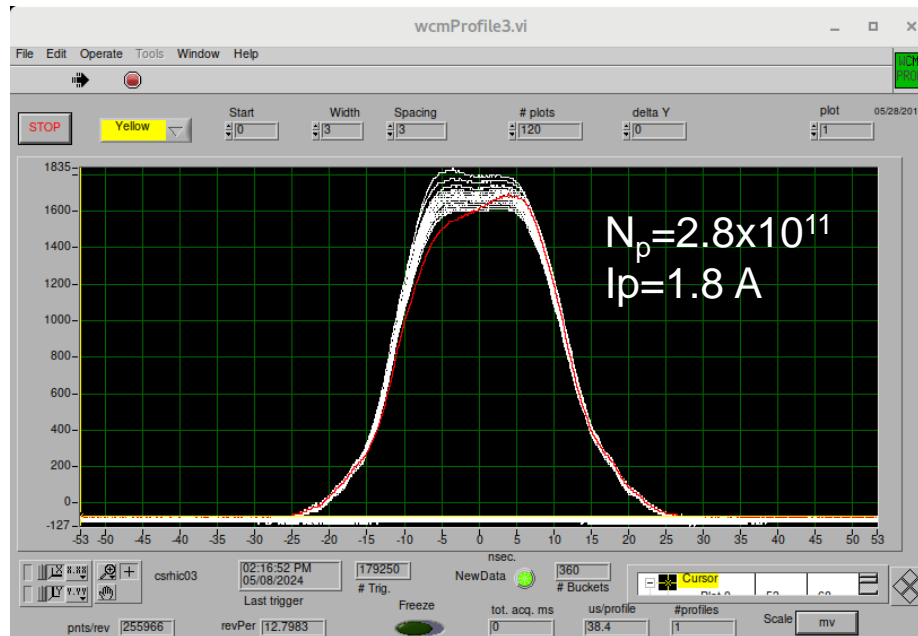 wcmProfile3.vi
File Edit Operate Tools Window Help
WCM
PRO
STOP
Yellow
Start
0
Width
3
Spacing
3
# plots
120
delta Y
0
plot
1
05/28/201
1835
1600
1400
1200
1000
800
600
400
200
0
-127
Nₚ=2.8x10¹¹
Ip=1.8 A
-53 -45 -40 -35 -30 -25 -20 -15 -10 -5 0 5 10 15 20 25 30 35 40 45 50 53
nsec.
csrhic03
02:16:52 PM
05/08/2024
Last trigger
179250
# Trig.
NewData
360
# Buckets
Cursor
Freeze
pnts/rev 255966
revPer 12.7983
tot. acq. ms
0
us/profile
38.4
#profiles
1
Scale
mv